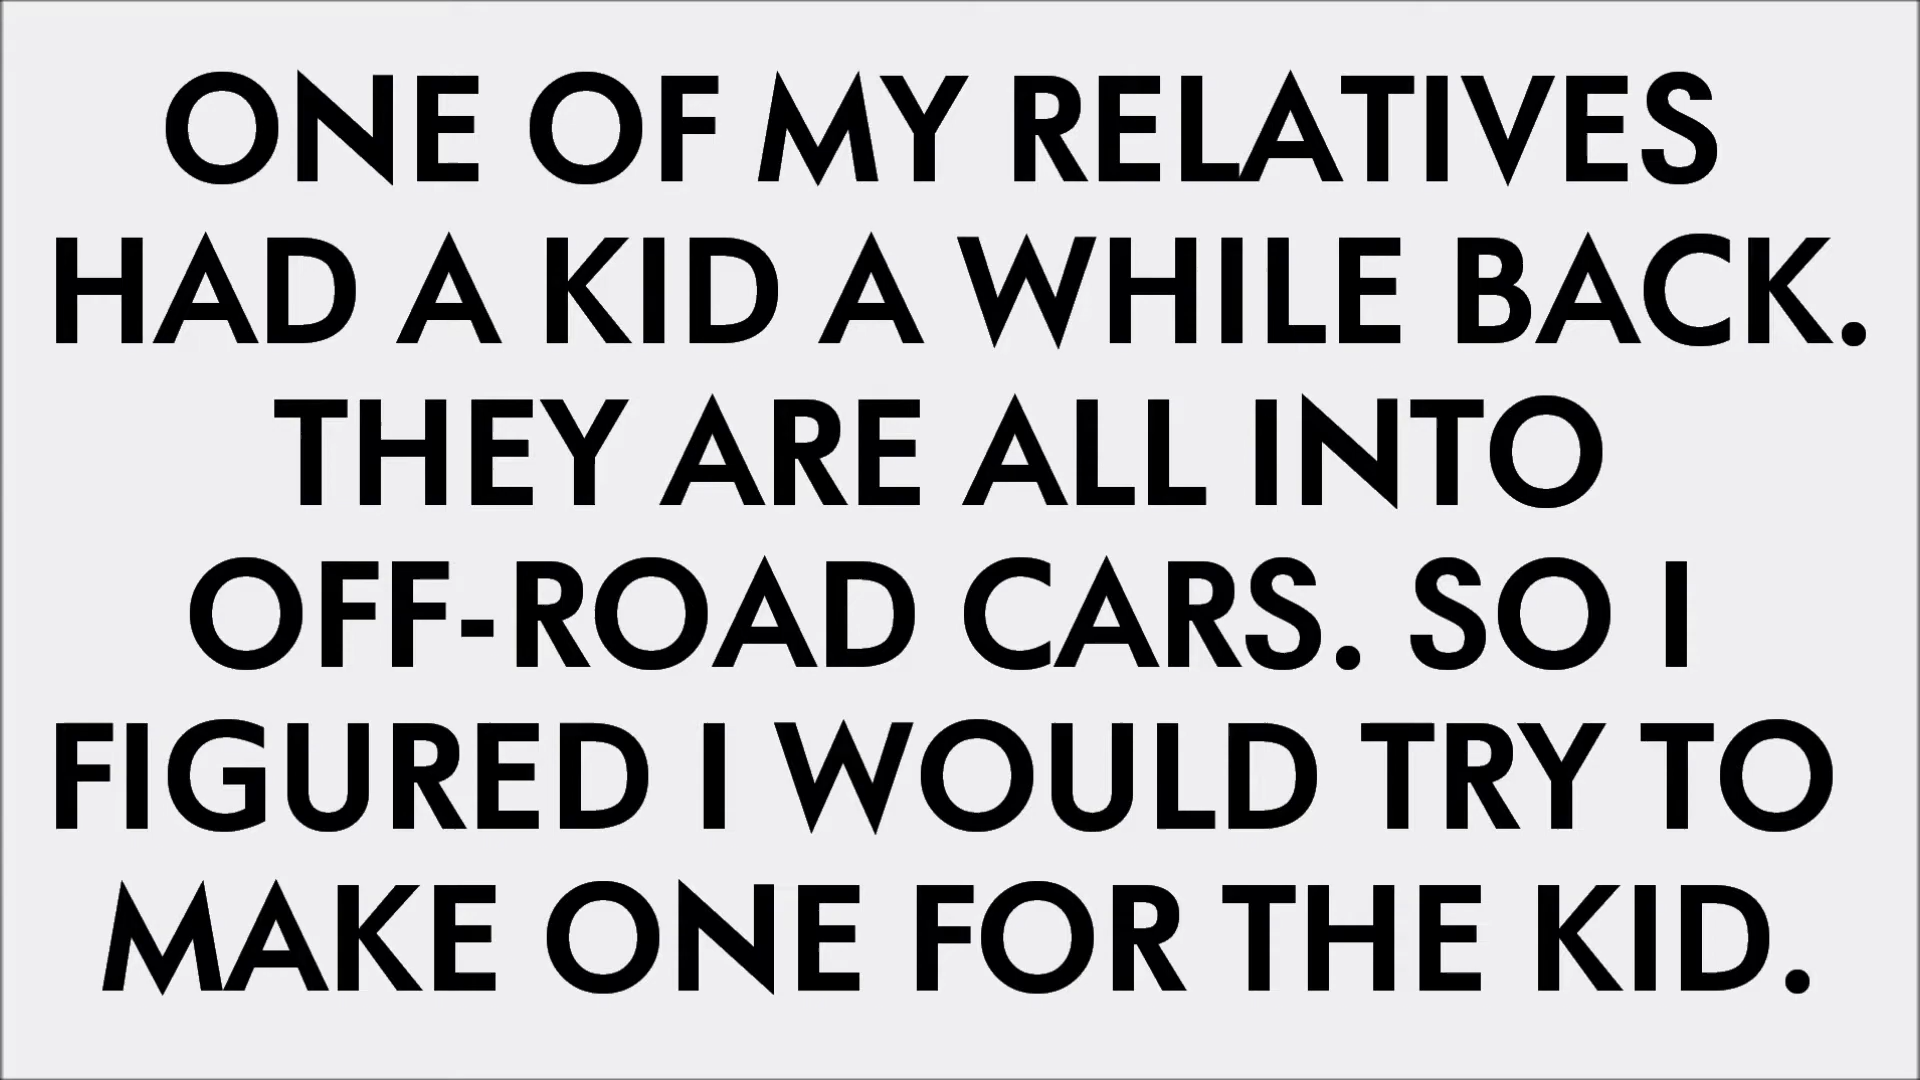 ONE OF MY RELATIVES
HAD A KID A WHILE BACK.
THEY ARE ALL INTO
OFF-ROAD CARS. SO I
FIGURED I WOULD TRY TO
MAKE ONE FOR THE KID.